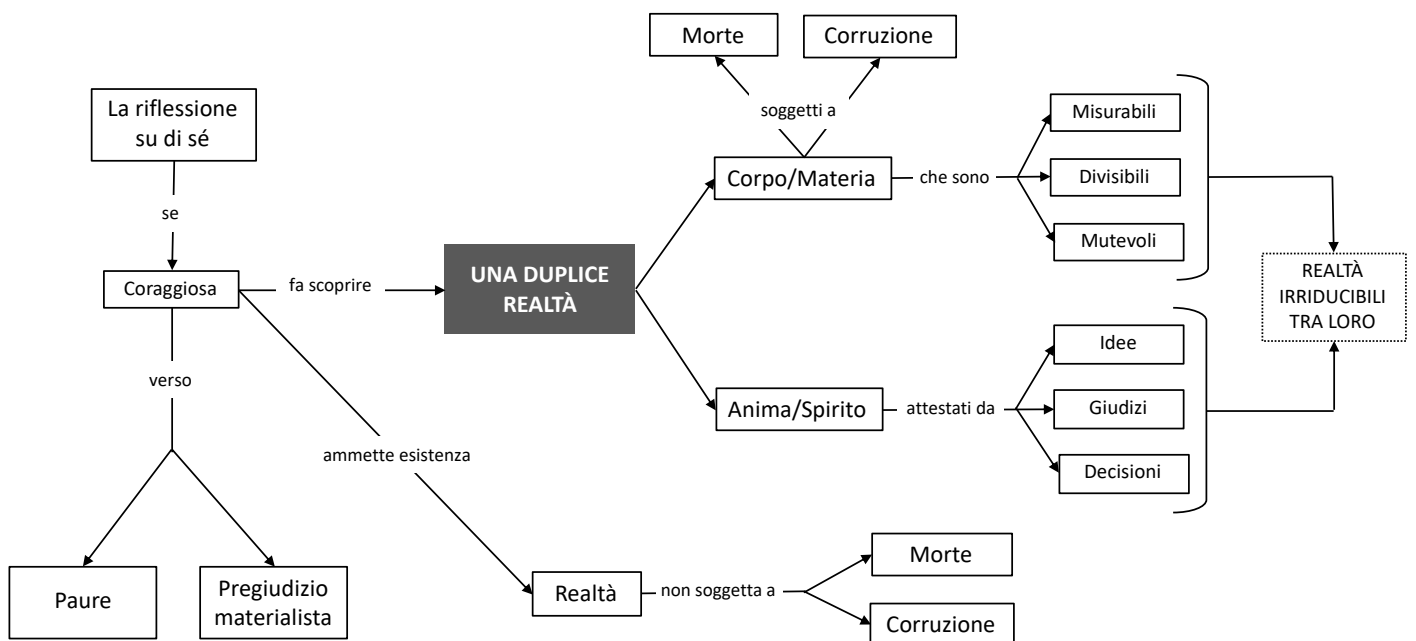 Morte
Corruzione
La riflessione
su di sé
soggetti a
Misurabili
se
Corpo/Materia
che sono
Divisibili
Mutevoli
Coraggiosa
fa scoprire
UNA DUPLICE
REALTÀ
REALTÀ
IRRIDUCIBILI
TRA LORO
verso
Idee
Anima/Spirito
attestati da
Giudizi
ammette esistenza
Decisioni
Paure
Pregiudizio
materialista
Realtà
non soggetta a
Morte
Corruzione